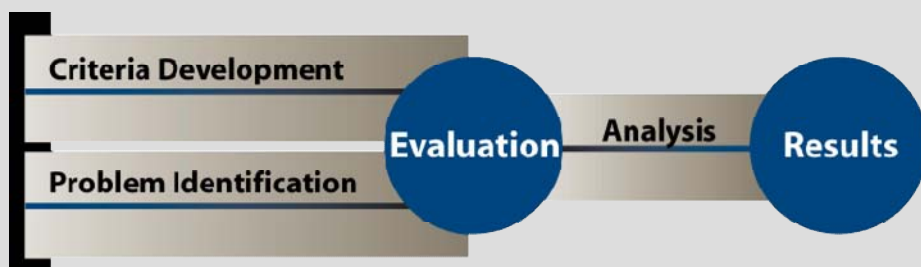 Criteria Development
Problem Identification
Evaluation
Analysis
Results